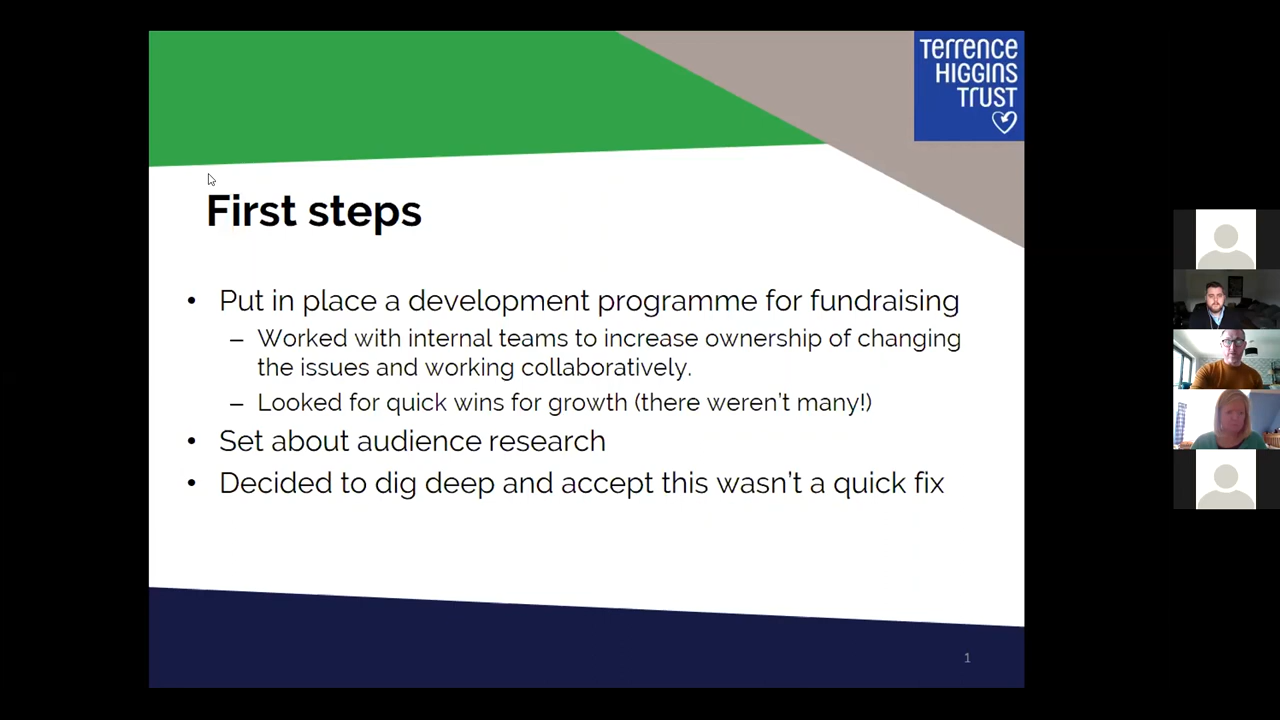 Terrence
HIGGINS
TrusT
First steps
• Put in place a development programme for fundraising
– Worked with internal teams to increase ownership of changing
the issues and working collaboratively.
– Looked for quick wins for growth (there weren't many!)
• Set about audience research
• Decided to dig deep and accept this wasn't a quick fix
1